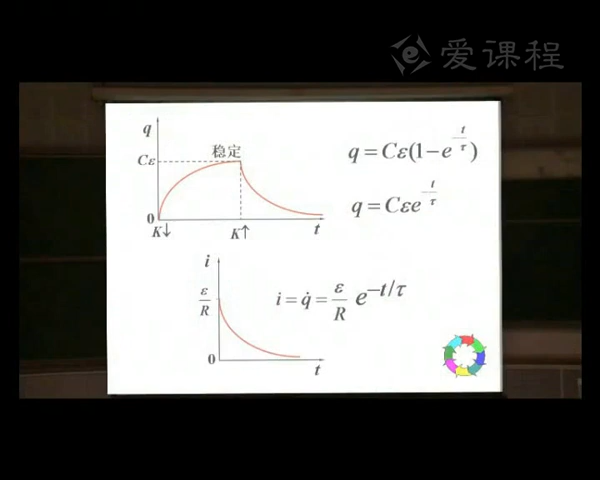 爱课程
q
Cε
稳定
0
K↓
K↑
t
q = Cε(1−e^{-t/τ})
q = Cεe^{-t/τ}
i
ε/R
0
t
i = q̇ = ε/R e^{−t/τ}